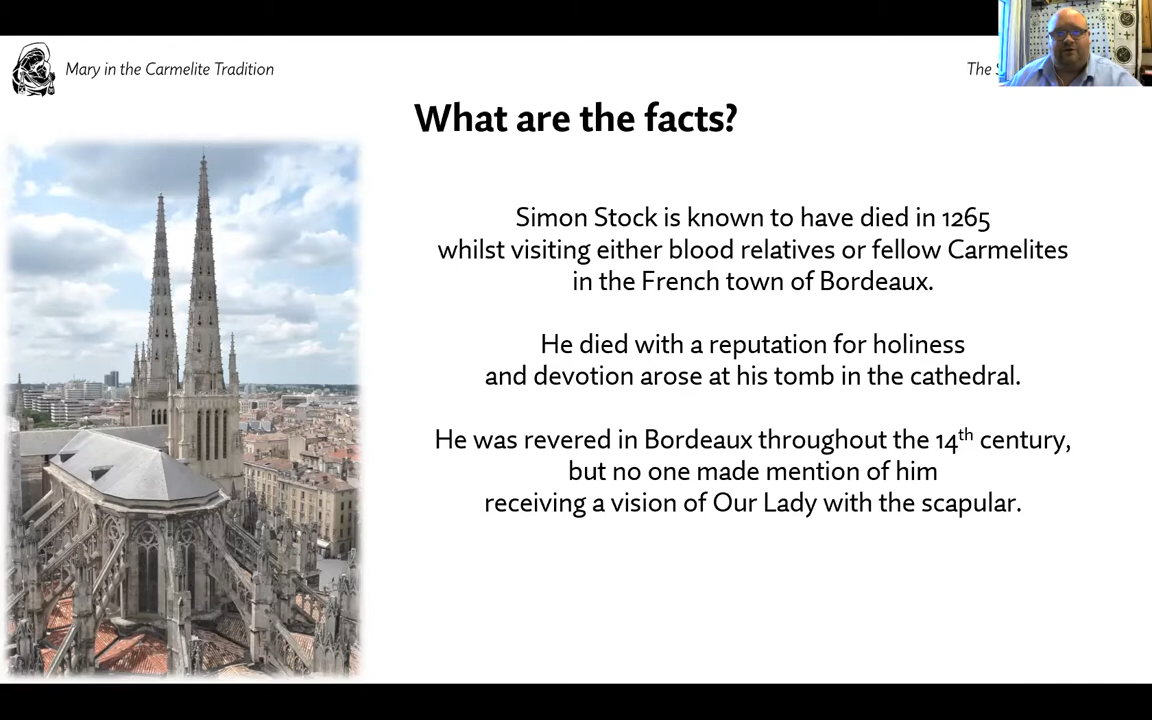 Mary in the Carmelite Tradition
The
What are the facts?
Simon Stock is known to have died in 1265
whilst visiting either blood relatives or fellow Carmelites
in the French town of Bordeaux.
He died with a reputation for holiness
and devotion arose at his tomb in the cathedral.
He was revered in Bordeaux throughout the 14th century,
but no one made mention of him
receiving a vision of Our Lady with the scapular.